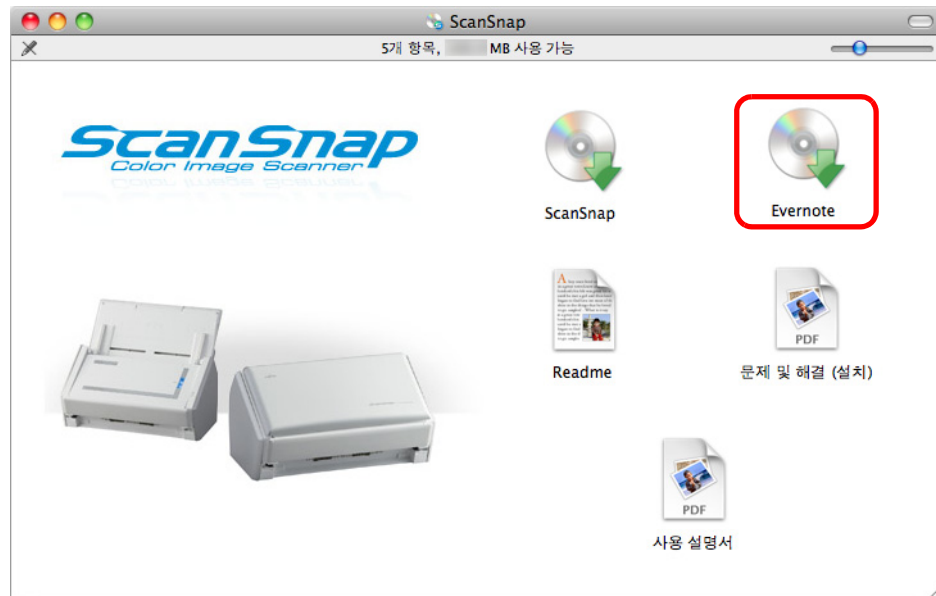 ScanSnap
5개 항목, MB 사용 가능
ScanSnap
Color Image Scanner
ScanSnap
Evernote
Readme
PDF
문제 및 해결 (설치)
PDF
사용 설명서